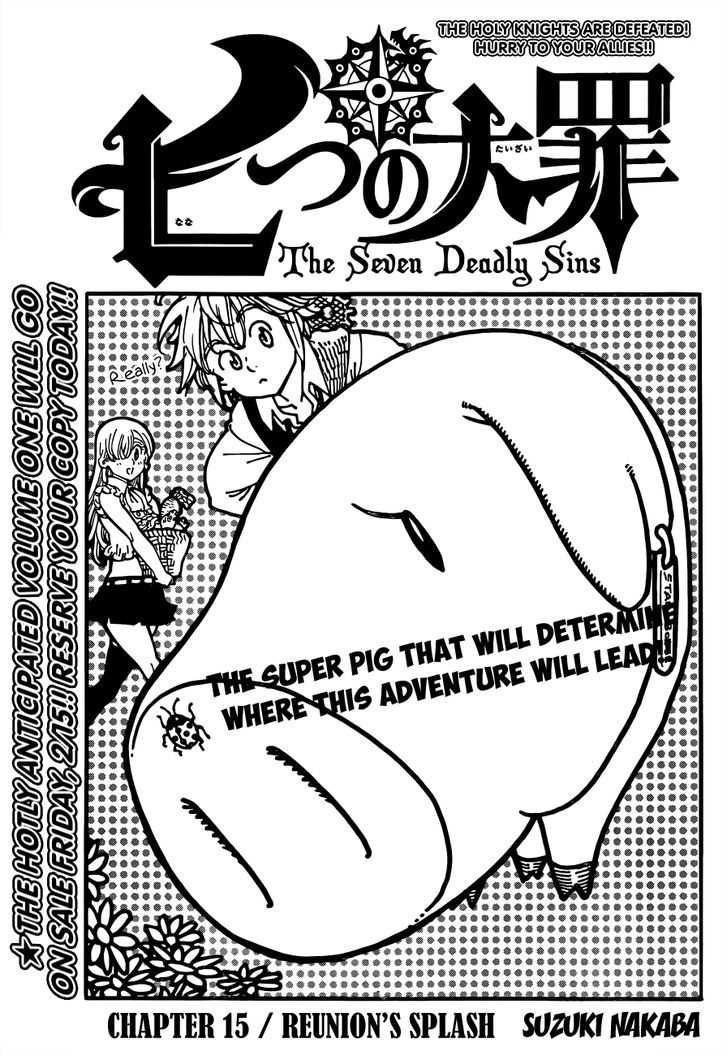 THE HOLY KNIGHTS ARE DEFEATED!
HURRY TO YOUR ALLIES!!
七つの大罪
なな
たいざい
The Seven Deadly Sins
★THE HOTLY ANTICIPATED VOLUME ONE WILL GO
ON SALE FRIDAY, 2/15!! RESERVE YOUR COPY TODAY!!
Really?
THE SUPER PIG THAT WILL DETERMINE
WHERE THIS ADVENTURE WILL LEAD!
CHAPTER 15 / REUNION'S SPLASH
SUZUKI NAKABA